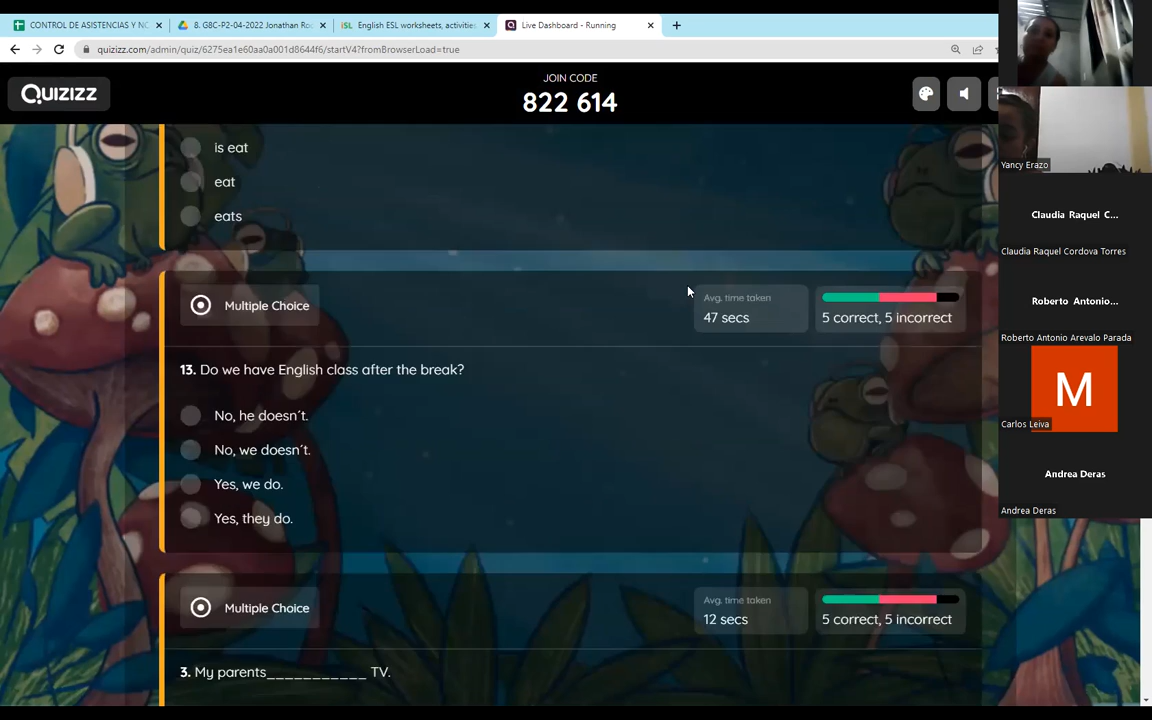 CONTROL DE ASISTENCIAS Y NO
8. G8C-P2-04-2022 Jonathan Ro
iSL English ESL worksheets, activities
Live Dashboard - Running
quizizz.com/admin/quiz/6275ea1e60aa0a001d8644f6/startV4?fromBrowserLoad=true
Quizizz
JOIN CODE
822 614
is eat
eat
eats
Multiple Choice
Avg. time taken
47 secs
5 correct, 5 incorrect
13. Do we have English class after the break?
No, he doesn´t.
No, we doesn´t.
Yes, we do.
Yes, they do.
Multiple Choice
Avg. time taken
12 secs
5 correct, 5 incorrect
3. My parents___________ TV.
Yancy Erazo
Claudia Raquel C...
Claudia Raquel Cordova Torres
Roberto Antonio...
Roberto Antonio Arevalo Parada
M
Carlos Leiva
Andrea Deras
Andrea Deras